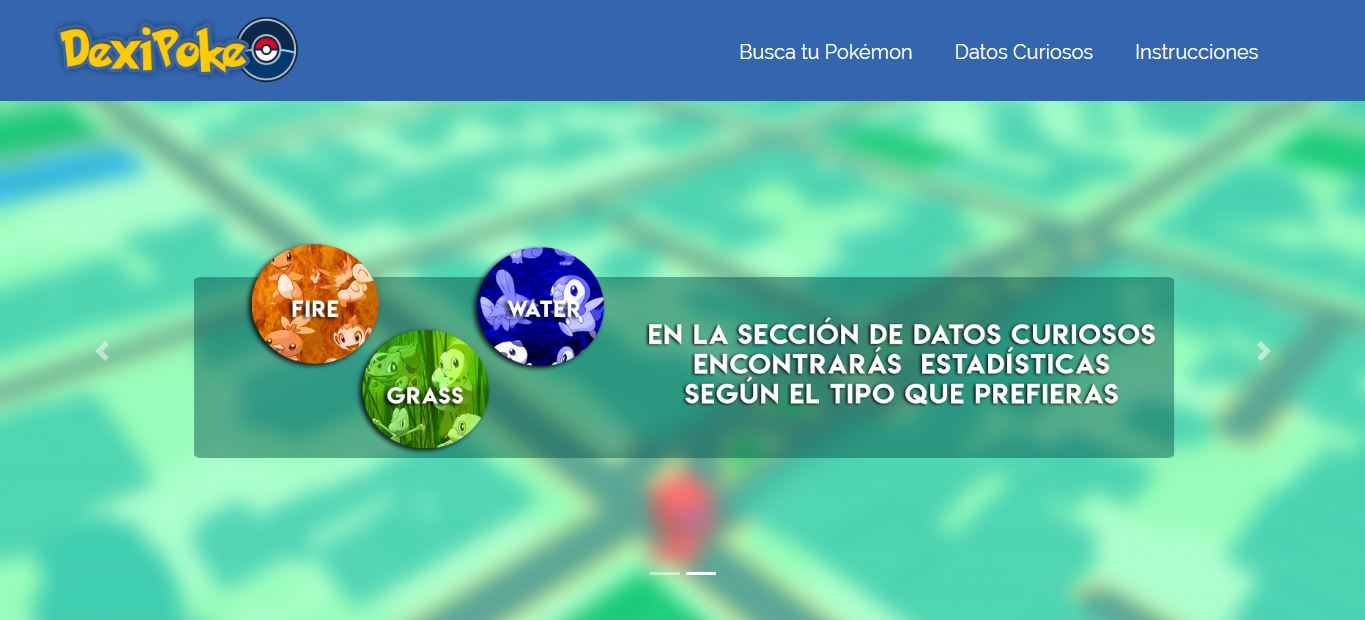 DexiPoke
Busca tu Pokémon
Datos Curiosos
Instrucciones
FIRE
WATER
GRASS
EN LA SECCIÓN DE DATOS CURIOSOS
ENCONTRARÁS ESTADÍSTICAS
SEGÚN EL TIPO QUE PREFIERAS